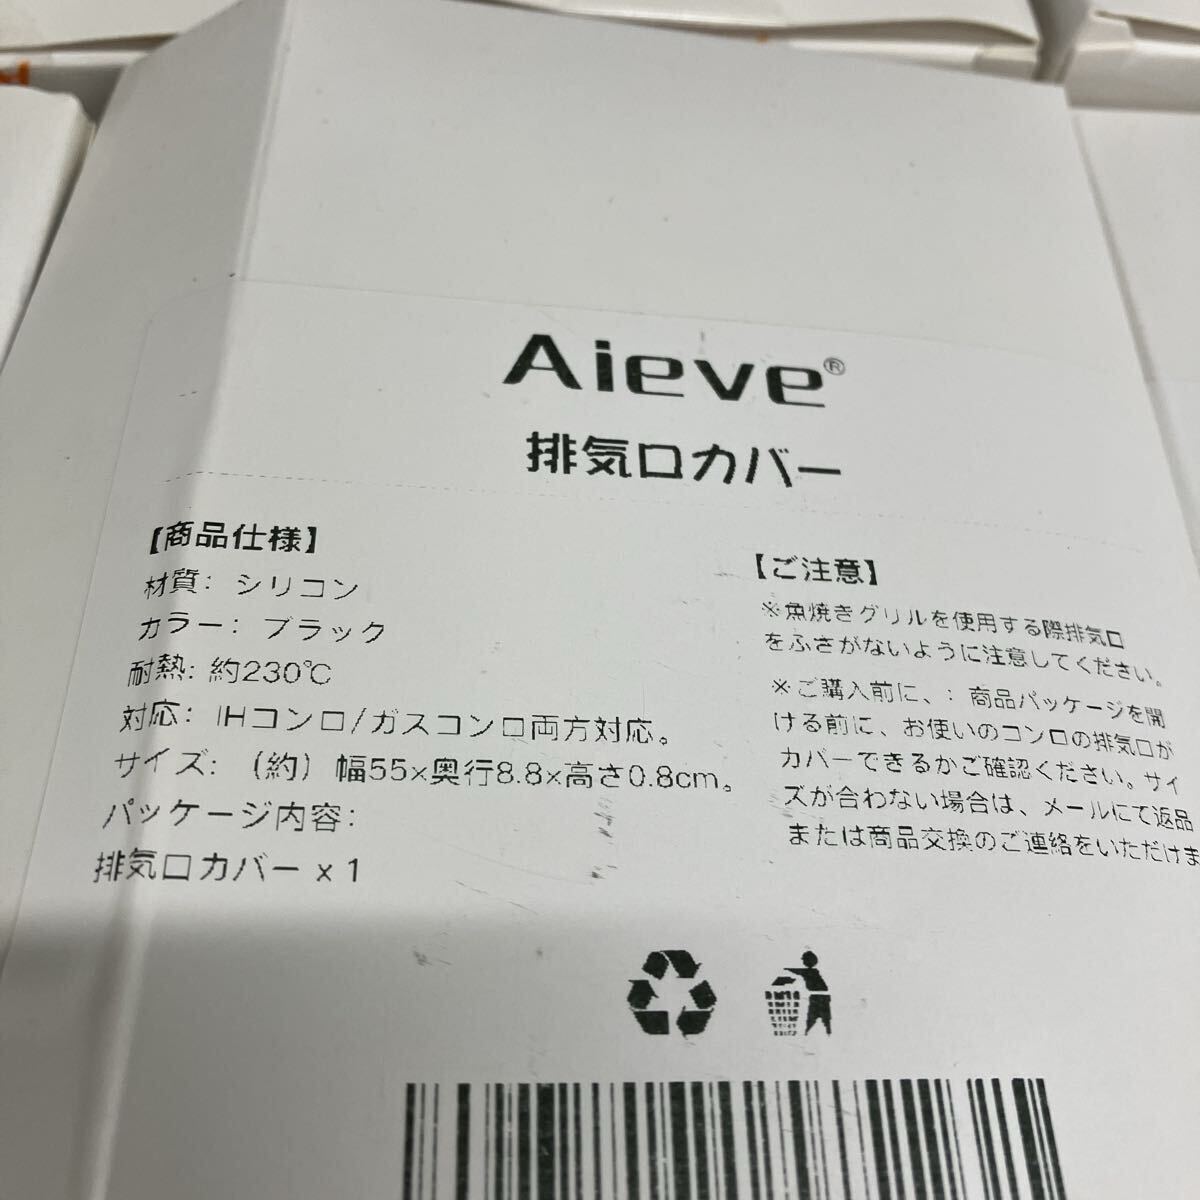 Aieve®
排気口カバー
【商品仕様】
材質: シリコン
カラー: ブラック
耐熱: 約230℃
対応: IHコンロ/ガスコンロ両方対応。
サイズ: (約) 幅55×奥行8.8×高さ0.8cm。
パッケージ内容:
排気口カバー x 1
【ご注意】
※魚焼きグリルを使用する際排気口
をふさがないように注意してください。
※ご購入前に、: 商品パッケージを開
ける前に、お使いのコンロの排気口が
カバーできるかご確認ください。サイ
ズが合わない場合は、メールにて返品
または商品交換のご連絡をいただけま